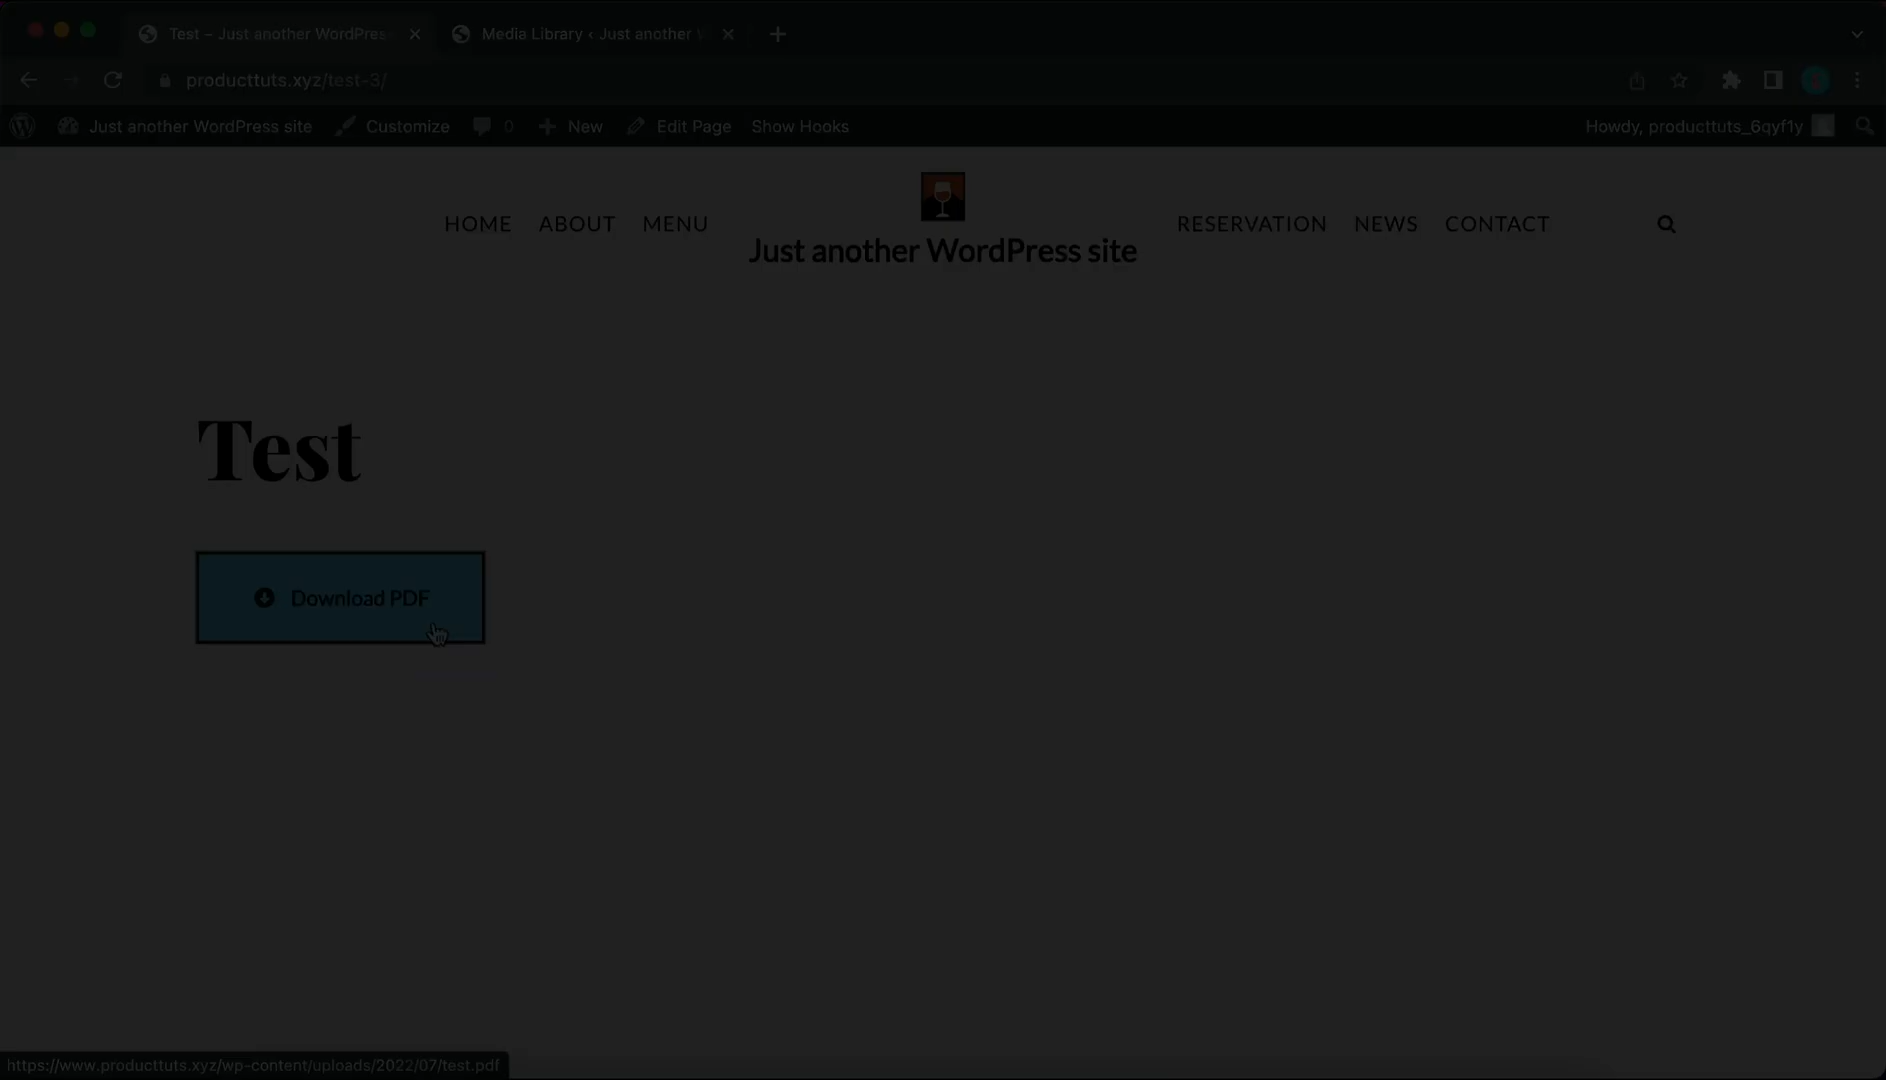 Test – Just another WordPres
Media Library ‹ Just another W
producttuts.xyz/test-3/
Just another WordPress site
Customize
0
New
Edit Page
Show Hooks
Howdy, producttuts_6qyf1y
HOME
ABOUT
MENU
Just another WordPress site
RESERVATION
NEWS
CONTACT
Test
Download PDF
https://www.producttuts.xyz/wp-content/uploads/2022/07/test.pdf